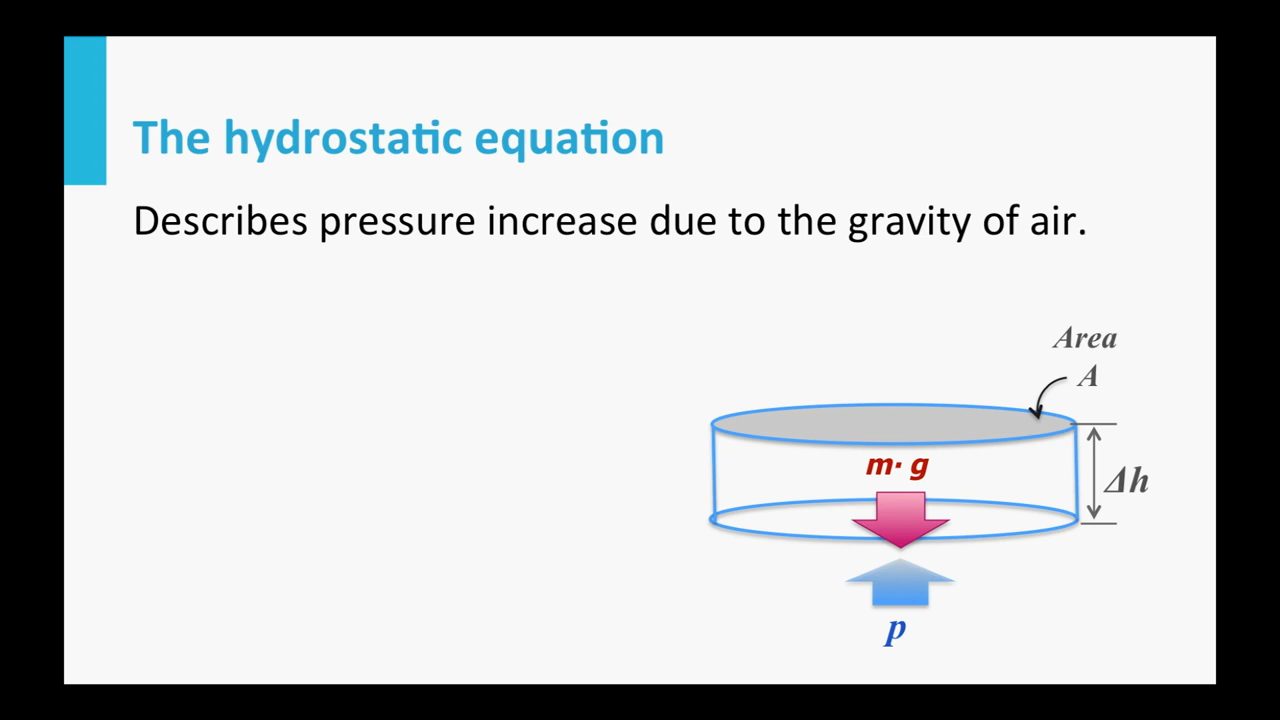 The hydrostatic equation
Describes pressure increase due to the gravity of air.
Area
A
m· g
Δh
p